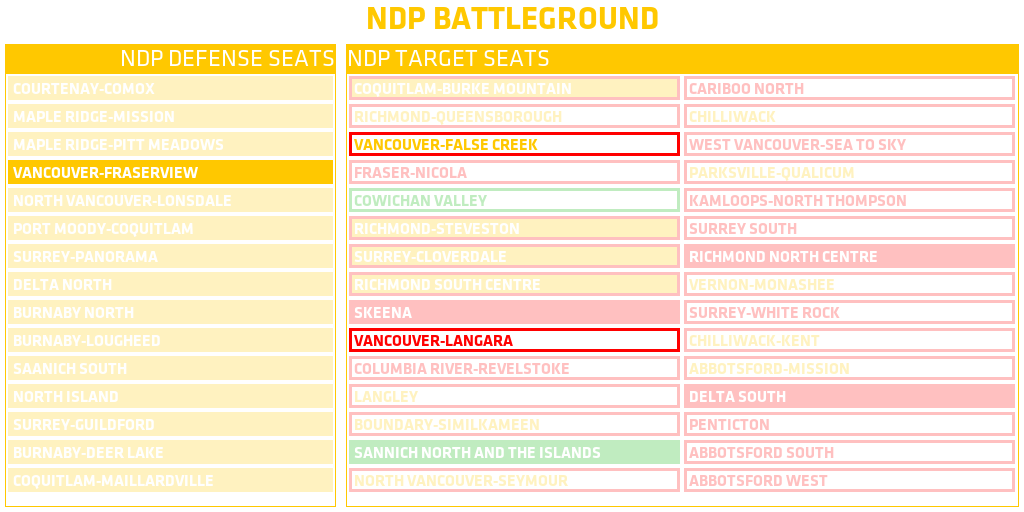 NDP BATTLEGROUND
NDP DEFENSE SEATS
COURTENAY-COMOX
MAPLE RIDGE-MISSION
MAPLE RIDGE-PITT MEADOWS
VANCOUVER-FRASERVIEW
NORTH VANCOUVER-LONSDALE
PORT MOODY-COQUITLAM
SURREY-PANORAMA
DELTA NORTH
BURNABY NORTH
BURNABY-LOUGHEED
SAANICH SOUTH
NORTH ISLAND
SURREY-GUILDFORD
BURNABY-DEER LAKE
COQUITLAM-MAILLARDVILLE
NDP TARGET SEATS
COQUITLAM-BURKE MOUNTAIN
RICHMOND-QUEENSBOROUGH
VANCOUVER-FALSE CREEK
FRASER-NICOLA
COWICHAN VALLEY
RICHMOND-STEVESTON
SURREY-CLOVERDALE
RICHMOND SOUTH CENTRE
SKEENA
VANCOUVER-LANGARA
COLUMBIA RIVER-REVELSTOKE
LANGLEY
BOUNDARY-SIMILKAMEEN
SANNICH NORTH AND THE ISLANDS
NORTH VANCOUVER-SEYMOUR
CARIBOO NORTH
CHILLIWACK
WEST VANCOUVER-SEA TO SKY
PARKSVILLE-QUALICUM
KAMLOOPS-NORTH THOMPSON
SURREY SOUTH
RICHMOND NORTH CENTRE
VERNON-MONASHEE
SURREY-WHITE ROCK
CHILLIWACK-KENT
ABBOTSFORD-MISSION
DELTA SOUTH
PENTICTON
ABBOTSFORD SOUTH
ABBOTSFORD WEST